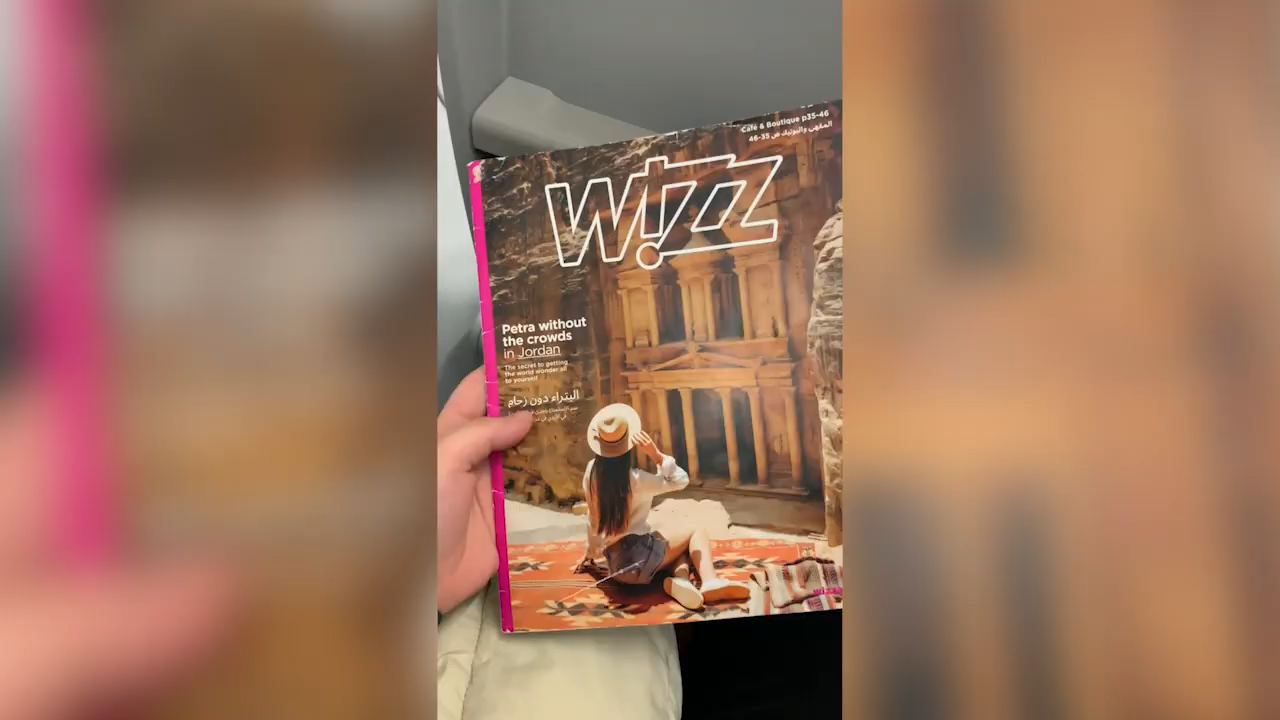 Café & Boutique p35-46
المقهى والبوتيك ص 35-46
WIZZ
Petra without
the crowds
in Jordan
The secret to getting
the world wonder all
to yourself
البتراء دون زحام